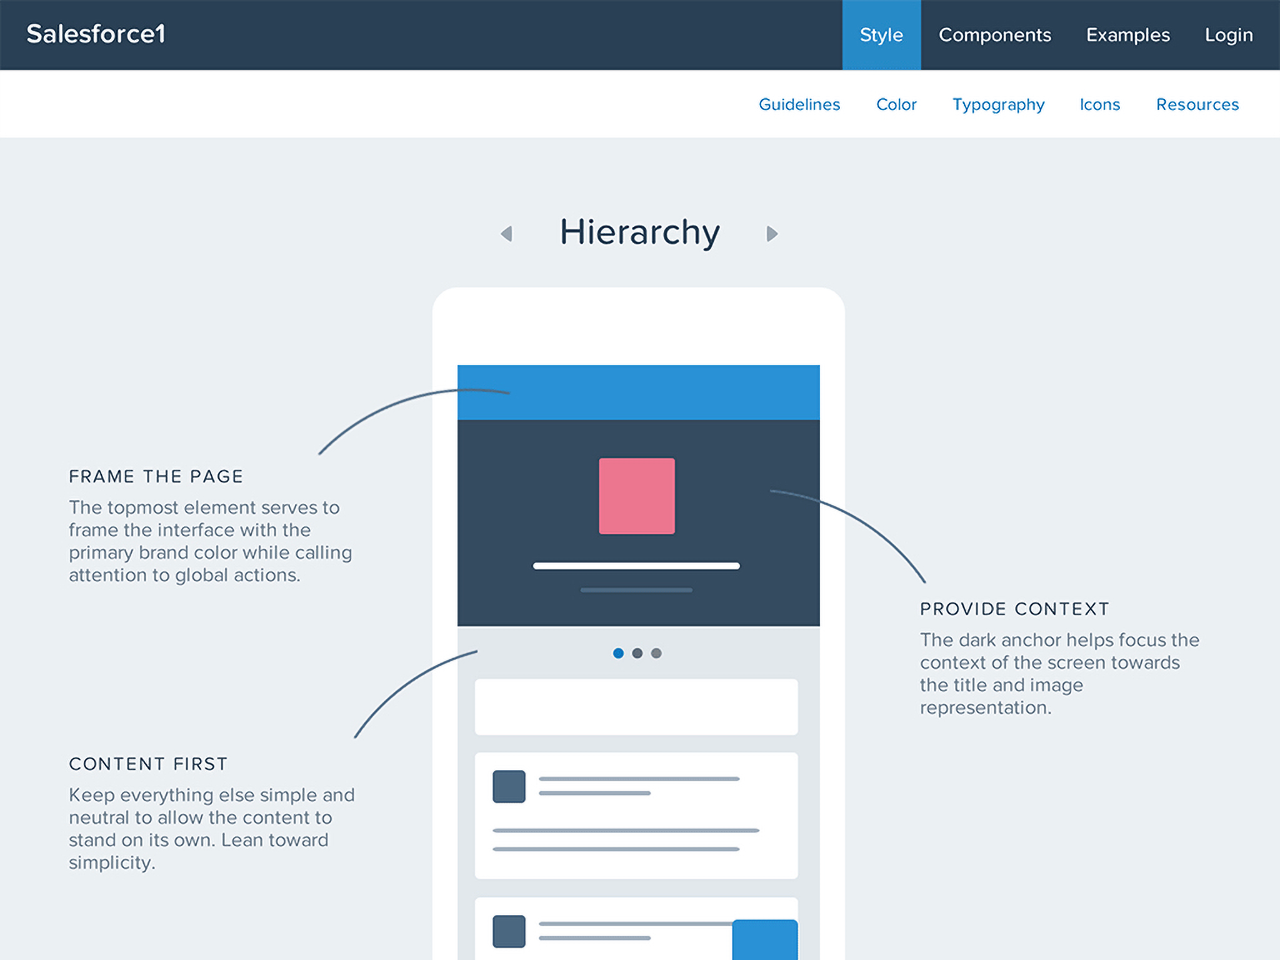 Salesforce1
Style
Components
Examples
Login
Guidelines
Color
Typography
Icons
Resources
Hierarchy
FRAME THE PAGE
The topmost element serves to
frame the interface with the
primary brand color while calling
attention to global actions.
PROVIDE CONTEXT
The dark anchor helps focus the
context of the screen towards
the title and image
representation.
CONTENT FIRST
Keep everything else simple and
neutral to allow the content to
stand on its own. Lean toward
simplicity.